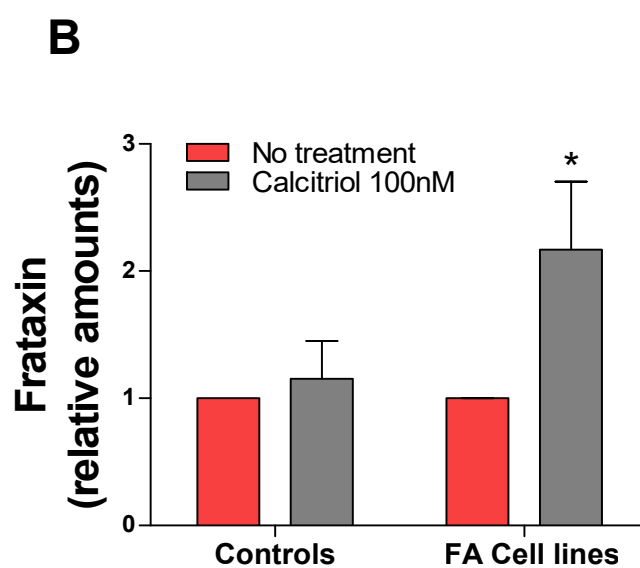 B
Frataxin
(relative amounts)
3
2
1
0
No treatment
Calcitriol 100nM
*
Controls
FA Cell lines